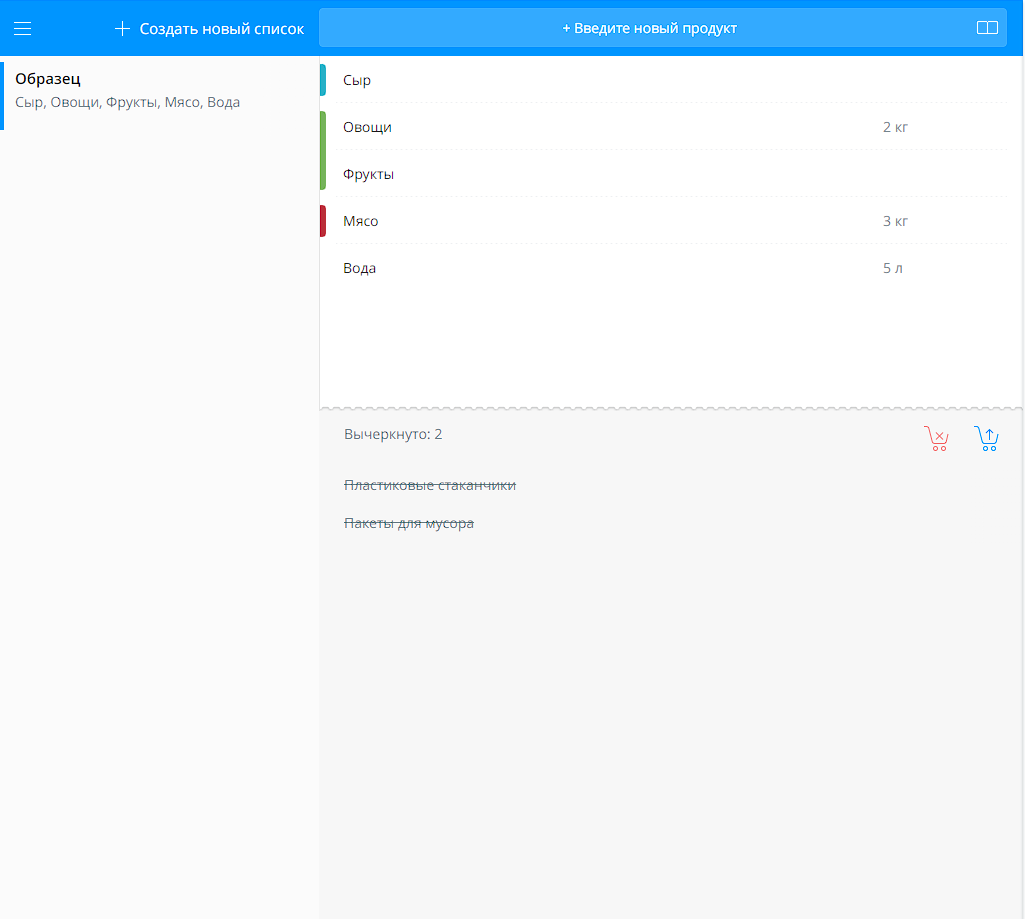 Создать новый список
+ Введите новый продукт
Образец
Сыр, Овощи, Фрукты, Мясо, Вода
Сыр
Овощи 2 кг
Фрукты
Мясо 3 кг
Вода 5 л
Вычеркнуто: 2
Пластиковые стаканчики
Пакеты для мусора